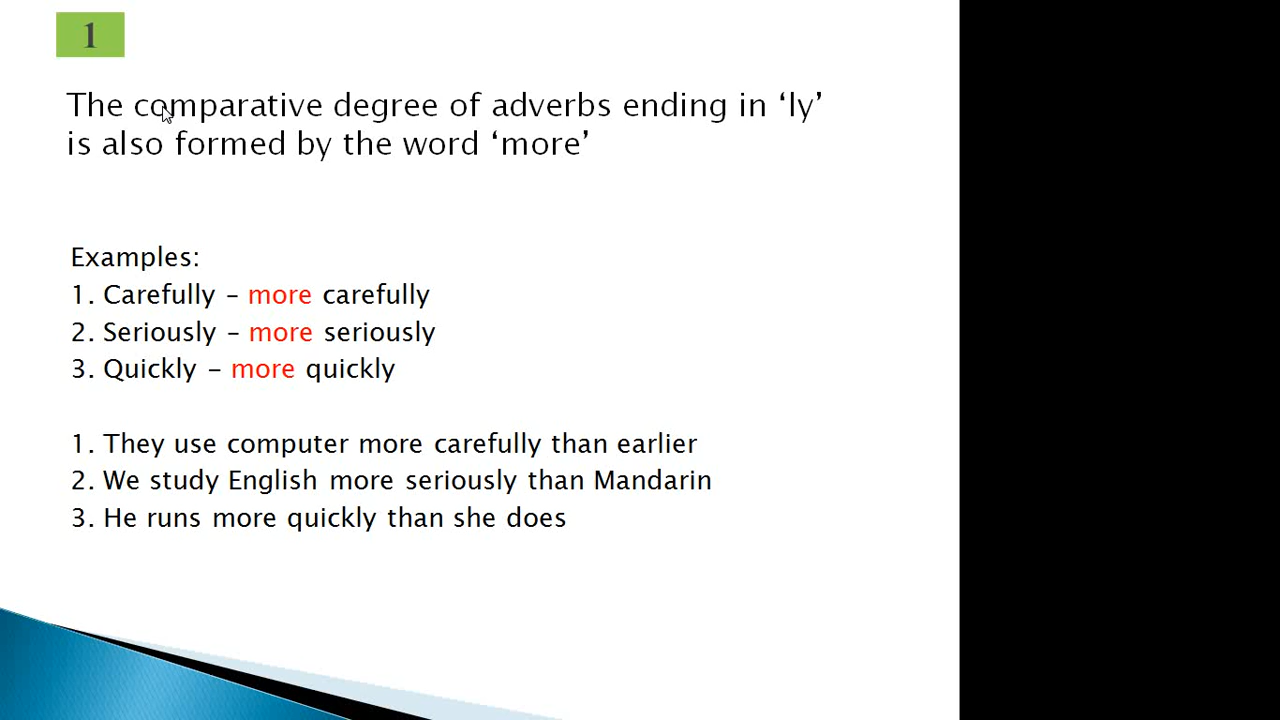 1
The comparative degree of adverbs ending in ‘ly’
is also formed by the word ‘more’
Examples:
1. Carefully – more carefully
2. Seriously – more seriously
3. Quickly – more quickly
1. They use computer more carefully than earlier
2. We study English more seriously than Mandarin
3. He runs more quickly than she does